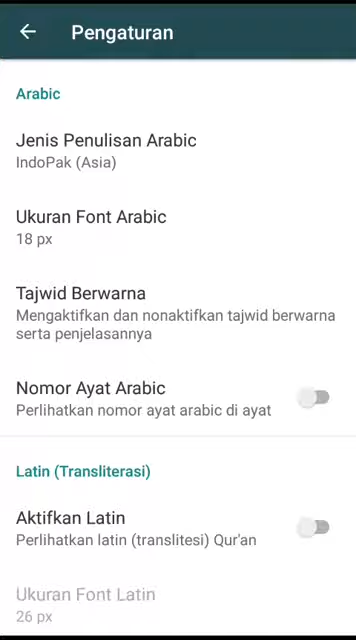 Pengaturan
Arabic
Jenis Penulisan Arabic
IndoPak (Asia)
Ukuran Font Arabic
18 px
Tajwid Berwarna
Mengaktifkan dan nonaktifkan tajwid berwarna
serta penjelasannya
Nomor Ayat Arabic
Perlihatkan nomor ayat arabic di ayat
Latin (Transliterasi)
Aktifkan Latin
Perlihatkan latin (translitesi) Qur'an
Ukuran Font Latin
26 px